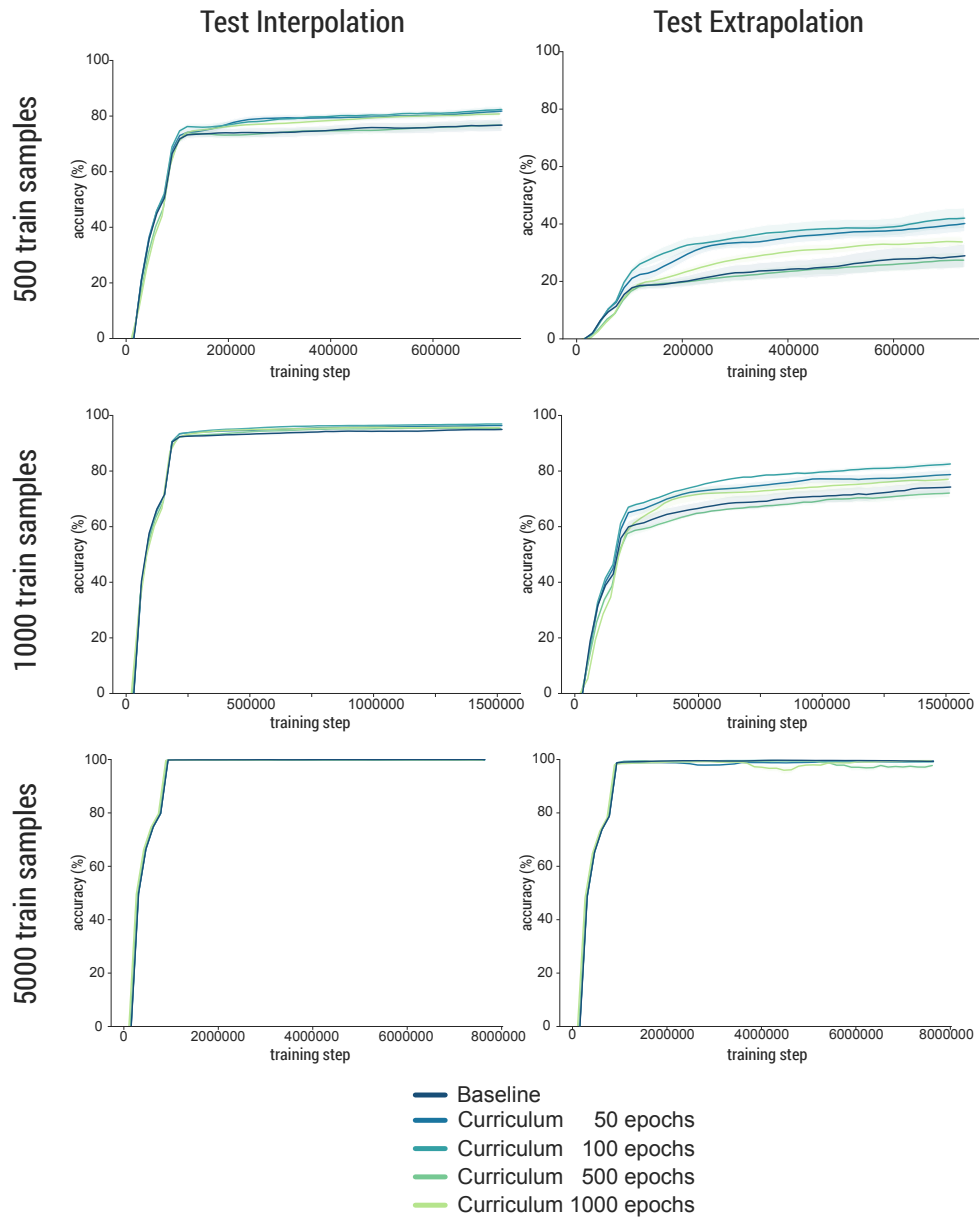 Test Interpolation
Test Extrapolation
500 train samples
accuracy (%)
100
80
60
40
20
0
0 200000 400000 600000
training step
accuracy (%)
100
80
60
40
20
0
0 200000 400000 600000
training step
1000 train samples
accuracy (%)
100
80
60
40
20
0
0 500000 1000000 1500000
training step
accuracy (%)
100
80
60
40
20
0
0 500000 1000000 1500000
training step
5000 train samples
accuracy (%)
100
80
60
40
20
0
0 2000000 4000000 6000000 8000000
training step
accuracy (%)
100
80
60
40
20
0
0 2000000 4000000 6000000 8000000
training step
Baseline
Curriculum 50 epochs
Curriculum 100 epochs
Curriculum 500 epochs
Curriculum 1000 epochs